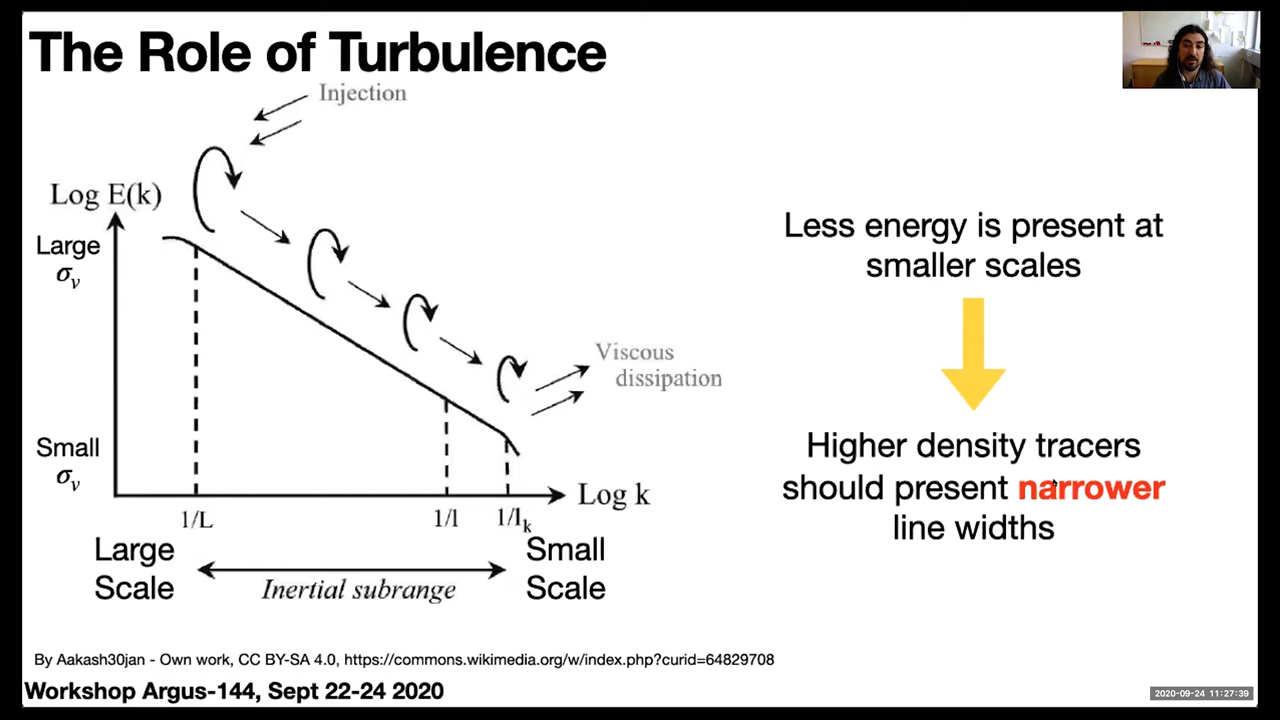 The Role of Turbulence
Injection
Log E(k)
Large
σᵥ
Viscous
dissipation
Small
σᵥ
Log k
1/L
1/l
1/lₖ
Large
Scale
Inertial subrange
Small
Scale
Less energy is present at
smaller scales
Higher density tracers
should present narrower
line widths
By Aakash30jan - Own work, CC BY-SA 4.0, https://commons.wikimedia.org/w/index.php?curid=64829708
Workshop Argus-144, Sept 22-24 2020
2020-09-24 11:27:39